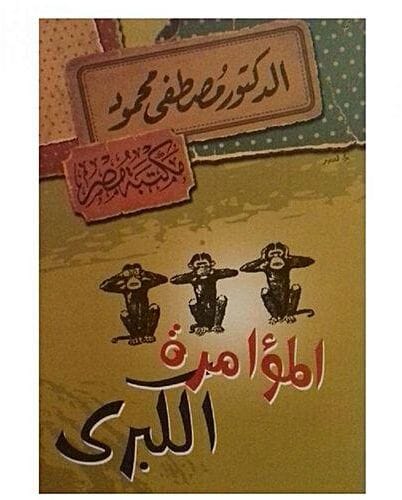 الدكتور مصطفى محمود
مكتبة مصر
المؤامرة
الكبرى